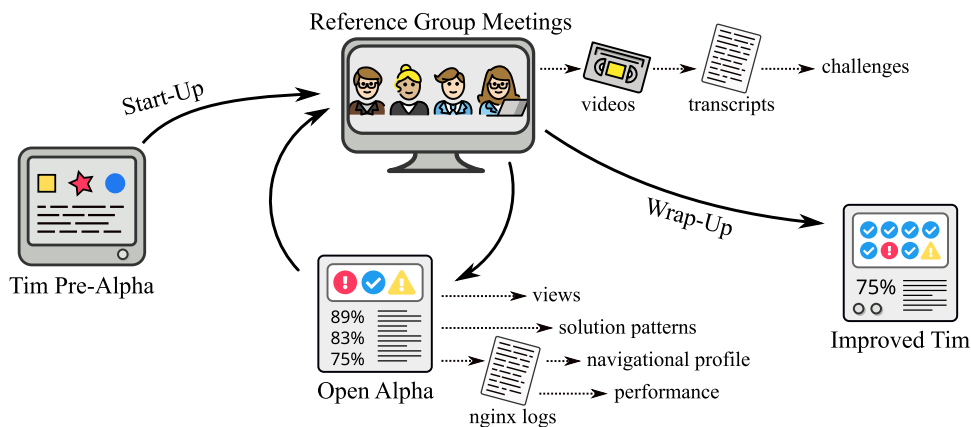 Reference Group Meetings
Start-Up
videos
transcripts
challenges
Tim Pre-Alpha
Wrap-Up
75%
Improved Tim
89%
83%
75%
Open Alpha
views
solution patterns
navigational profile
performance
nginx logs